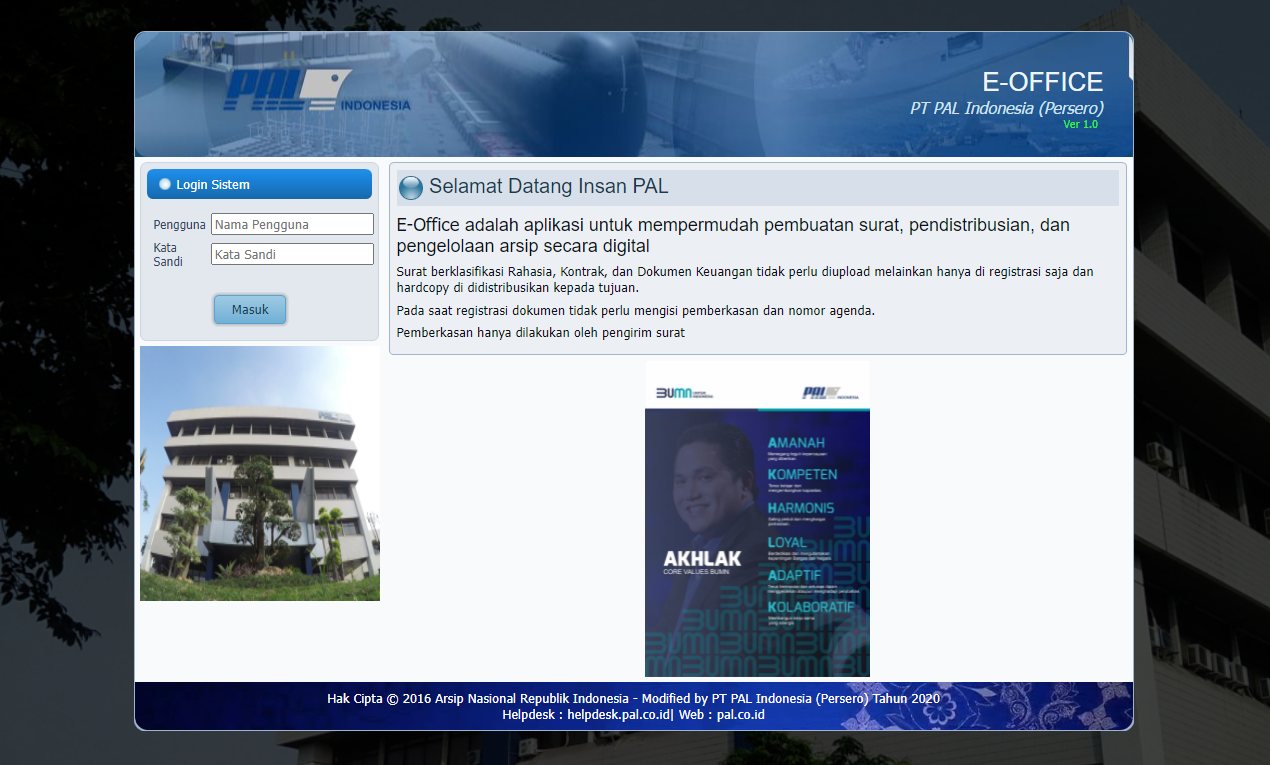 PAL INDONESIA
E-OFFICE
PT PAL Indonesia (Persero)
Ver 1.0
Login Sistem
Pengguna Nama Pengguna
Kata Sandi Kata Sandi
Masuk
Selamat Datang Insan PAL
E-Office adalah aplikasi untuk mempermudah pembuatan surat, pendistribusian, dan
pengelolaan arsip secara digital
Surat berklasifikasi Rahasia, Kontrak, dan Dokumen Keuangan tidak perlu diupload melainkan hanya di registrasi saja dan
hardcopy di didistribusikan kepada tujuan.
Pada saat registrasi dokumen tidak perlu mengisi pemberkasan dan nomor agenda.
Pemberkasan hanya dilakukan oleh pengirim surat
BUMN
PAL INDONESIA
AMANAH
KOMPETEN
HARMONIS
LOYAL
ADAPTIF
KOLABORATIF
AKHLAK
CORE VALUES BUMN
Hak Cipta © 2016 Arsip Nasional Republik Indonesia - Modified by PT PAL Indonesia (Persero) Tahun 2020
Helpdesk : helpdesk.pal.co.id| Web : pal.co.id